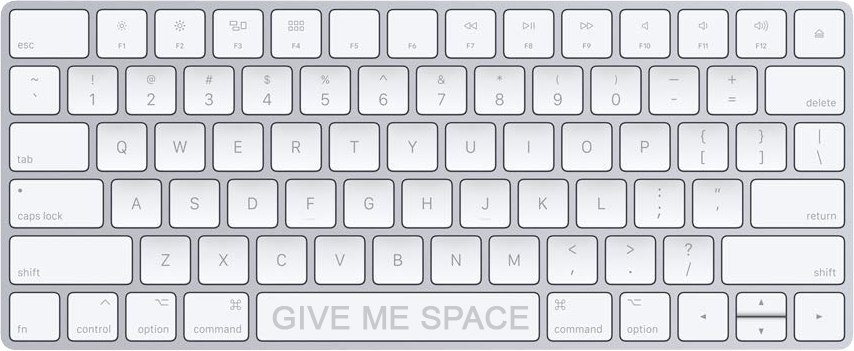 esc F1 F2 F3 F4 F5 F6 F7 F8 F9 F10 F11 F12
~ ! @ # $ % ^ & * ( ) — +
` 1 2 3 4 5 6 7 8 9 0 - = delete
tab Q W E R T Y U I O P { [ } ] | \
caps lock A S D F G H J K L : ; " ' return
shift Z X C V B N M < , > . ? / shift
fn control option command GIVE ME SPACE command option